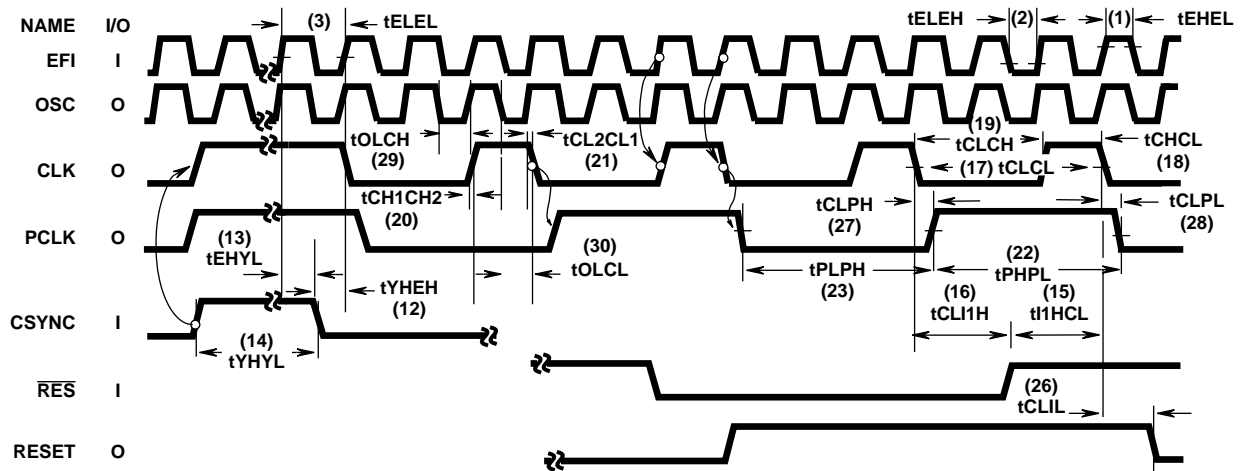 NAME I/O (3) tELEL tELEH (2) (1) tEHEL
EFI I
OSC O
tOLCH (29) tCL2CL1 (21) (19) tCLCH tCHCL (18)
CLK O (17) tCLCL
tCH1CH2 (20) tCLPH (27) tCLPL (28)
PCLK O (13) tEHYL (30) tOLCL (22) tPHPL
tPLPH (23)
tYHEH (12) (16) tCLI1H (15) tI1HCL
CSYNC I
(14) tYHYL
RES I (26) tCLIL
RESET O